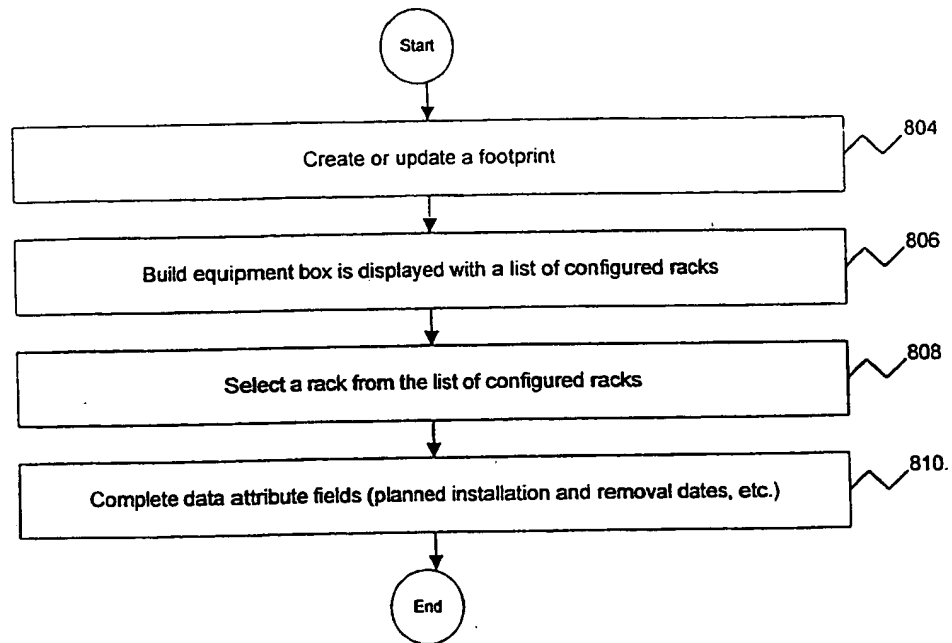 Start
Create or update a footprint
804
Build equipment box is displayed with a list of configured racks
806
Select a rack from the list of configured racks
808
Complete data attribute fields (planned installation and removal dates, etc.)
810.
End